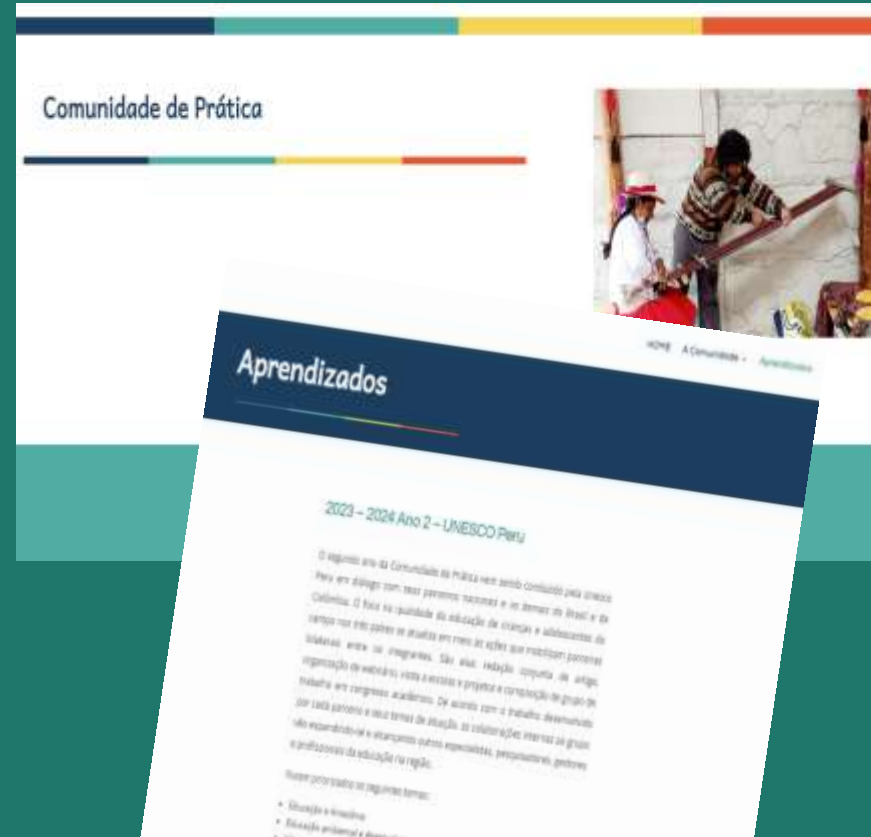 Comunidade de Prática
HOME A Comunidade Aprendizados
Aprendizados
2023 – 2024 Ano 2 – UNESCO Peru
O segundo ano da Comunidade de Prática vem sendo conduzido pela Unesco
Peru em diálogo com seus parceiros nacionais e os demais do Brasil e da
Colômbia. O foco na qualidade da educação de crianças e adolescentes do
campo nos três países se atualiza em meio às ações que mobilizam parcerias
bilaterais entre os integrantes. São elas: redação conjunta de artigo,
organização de webinário, visita a escolas e projetos e composição de grupo de
trabalho em congresso acadêmico. De acordo com o trabalho desenvolvido
por cada parceiro e seus temas de atuação, as colaborações internas ao grupo
vão expandindo-se e alcançando outros especialistas, pesquisadores, gestores
e profissionais da educação na região.
Foram priorizados os seguintes temas:
Educação e Amazônia
Educação ambiental e